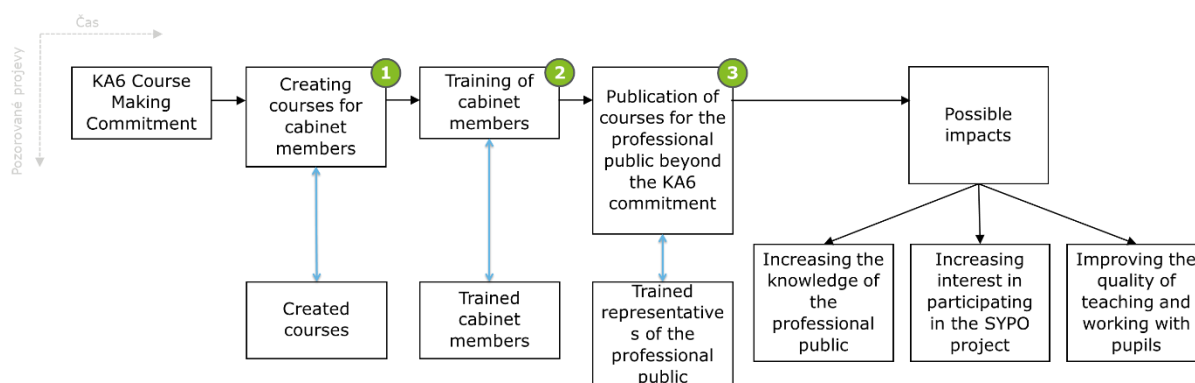 Čas
Pozorované projevy
KA6 Course
Making
Commitment
1
Creating
courses for
cabinet
members
2
Training of
cabinet
members
3
Publication of
courses for the
professional
public beyond
the KA6
commitment
Possible
impacts
Created
courses
Trained
cabinet
members
Trained
representative
s of the
professional
public
Increasing the
knowledge of
the
professional
public
Increasing
interest in
participating
in the SYPO
project
Improving the
quality of
teaching and
working with
pupils